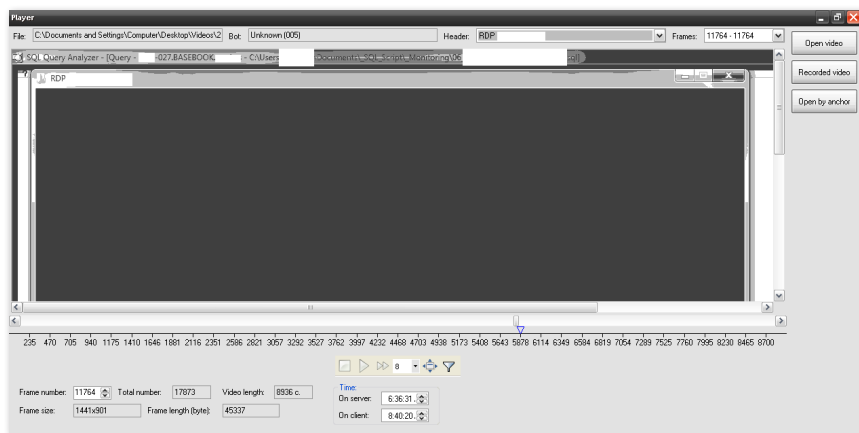 Player
File: C:\Documents and Settings\Computer\Desktop\Videos\2 Bot: Unknown (005) Header: RDP Frames: 11764 - 11764
Open video
SQL Query Analyzer - [Query - -027.BASEBOOK. - C:\Users Documents\_SQL_Scripts\_Monitoring\06 .sql]
Recorded video
RDP
Open by anchor
235 470 705 940 1175 1410 1646 1881 2116 2351 2586 2821 3057 3292 3527 3762 3997 4232 4468 4703 4938 5173 5408 5643 5878 6114 6349 6584 6819 7054 7289 7525 7760 7995 8230 8465 8700
8
Frame number: 11764 Total number: 17873 Video length: 8936 c.
Time:
On server: 6:36:31.
Frame size: 1441x901 Frame length (byte): 45337
On client: 8:40:20.